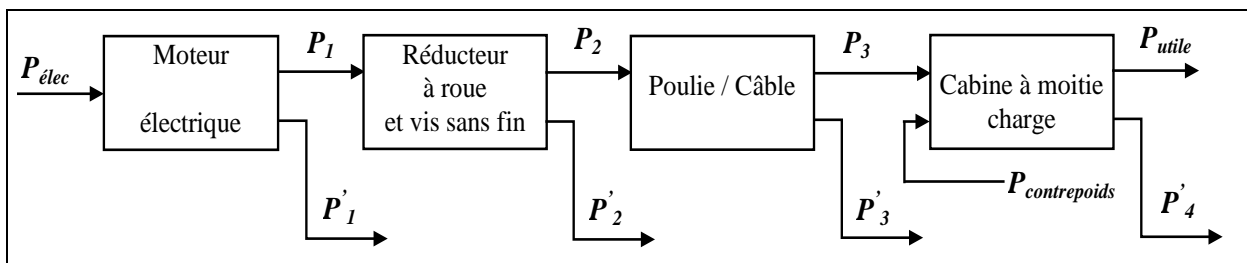 P_élec
Moteur
électrique
P_1
P'_1
Réducteur
à roue
et vis sans fin
P_2
P'_2
Poulie / Câble
P_3
P'_3
Cabine à moitie
charge
P_contrepoids
P_utile
P'_4